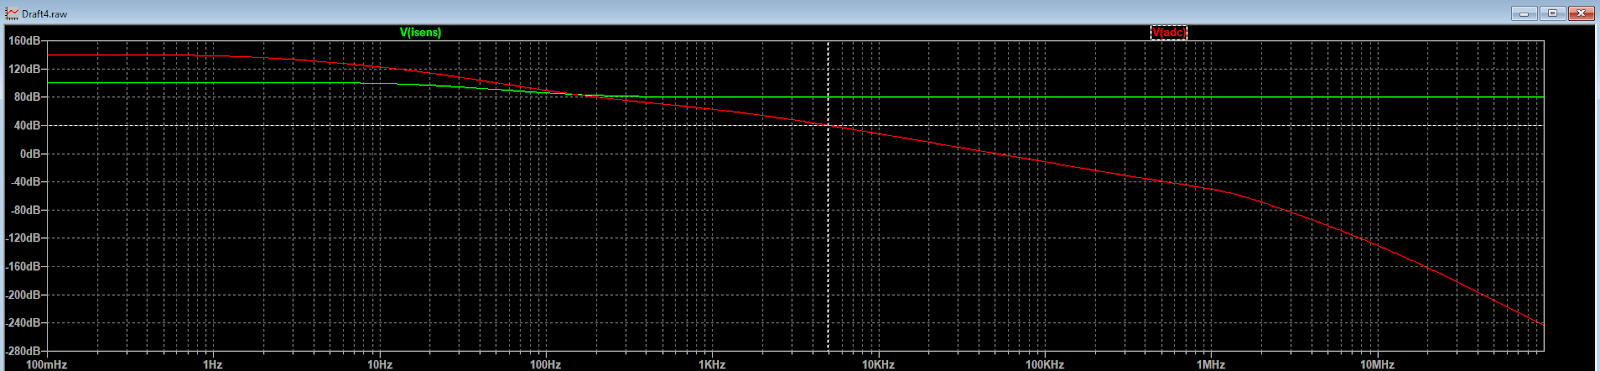 Draft4.raw
V(isens) V(adc)
160dB
120dB
80dB
40dB
0dB
-40dB
-80dB
-120dB
-160dB
-200dB
-240dB
-280dB
100mHz 1Hz 10Hz 100Hz 1KHz 10KHz 100KHz 1MHz 10MHz